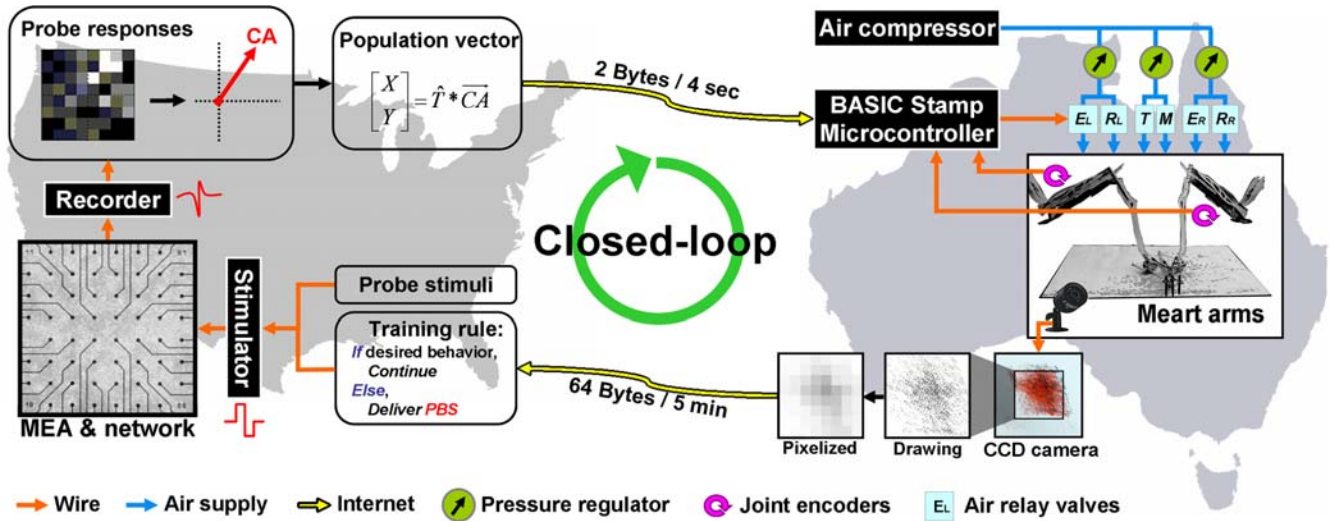 Probe responses
CA
Population vector
[X Y] = T̂ * CA
2 Bytes / 4 sec
Air compressor
BASIC Stamp
Microcontroller
EL RL T M ER RR
Recorder
Closed-loop
Stimulator
Probe stimuli
Training rule:
If desired behavior,
Continue
Else,
Deliver PBS
MEA & network
64 Bytes / 5 min
Meart arms
Pixelized
Drawing
CCD camera
Wire
Air supply
Internet
Pressure regulator
Joint encoders
EL Air relay valves